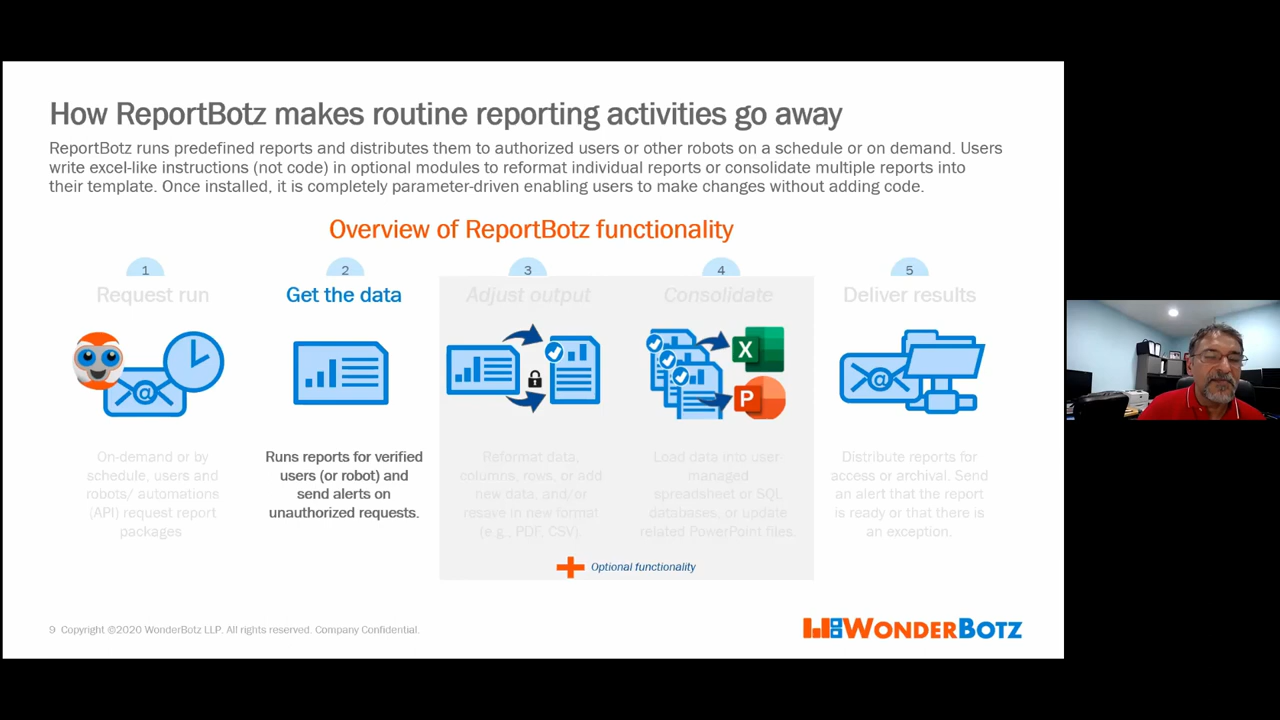 How ReportBotz makes routine reporting activities go away
ReportBotz runs predefined reports and distributes them to authorized users or other robots on a schedule or on demand. Users
write excel-like instructions (not code) in optional modules to reformat individual reports or consolidate multiple reports into
their template. Once installed, it is completely parameter-driven enabling users to make changes without adding code.
Overview of ReportBotz functionality
1
Request run
On-demand or by
schedule, users and
robots/ automations
(API) request report
packages
2
Get the data
Runs reports for verified
users (or robot) and
send alerts on
unauthorized requests.
3
Adjust output
Reformat data,
columns, rows, or add
new data, and/or
resave in new format
(e.g., PDF, CSV).
4
Consolidate
X
P
Load data into user-
managed
spreadsheet or SQL
databases, or update
related PowerPoint files.
5
Deliver results
Distribute reports for
access or archival. Send
an alert that the report
is ready or that there is
an exception.
Optional functionality
9 Copyright ©2020 WonderBotz LLP. All rights reserved. Company Confidential.
WONDERBOTZ